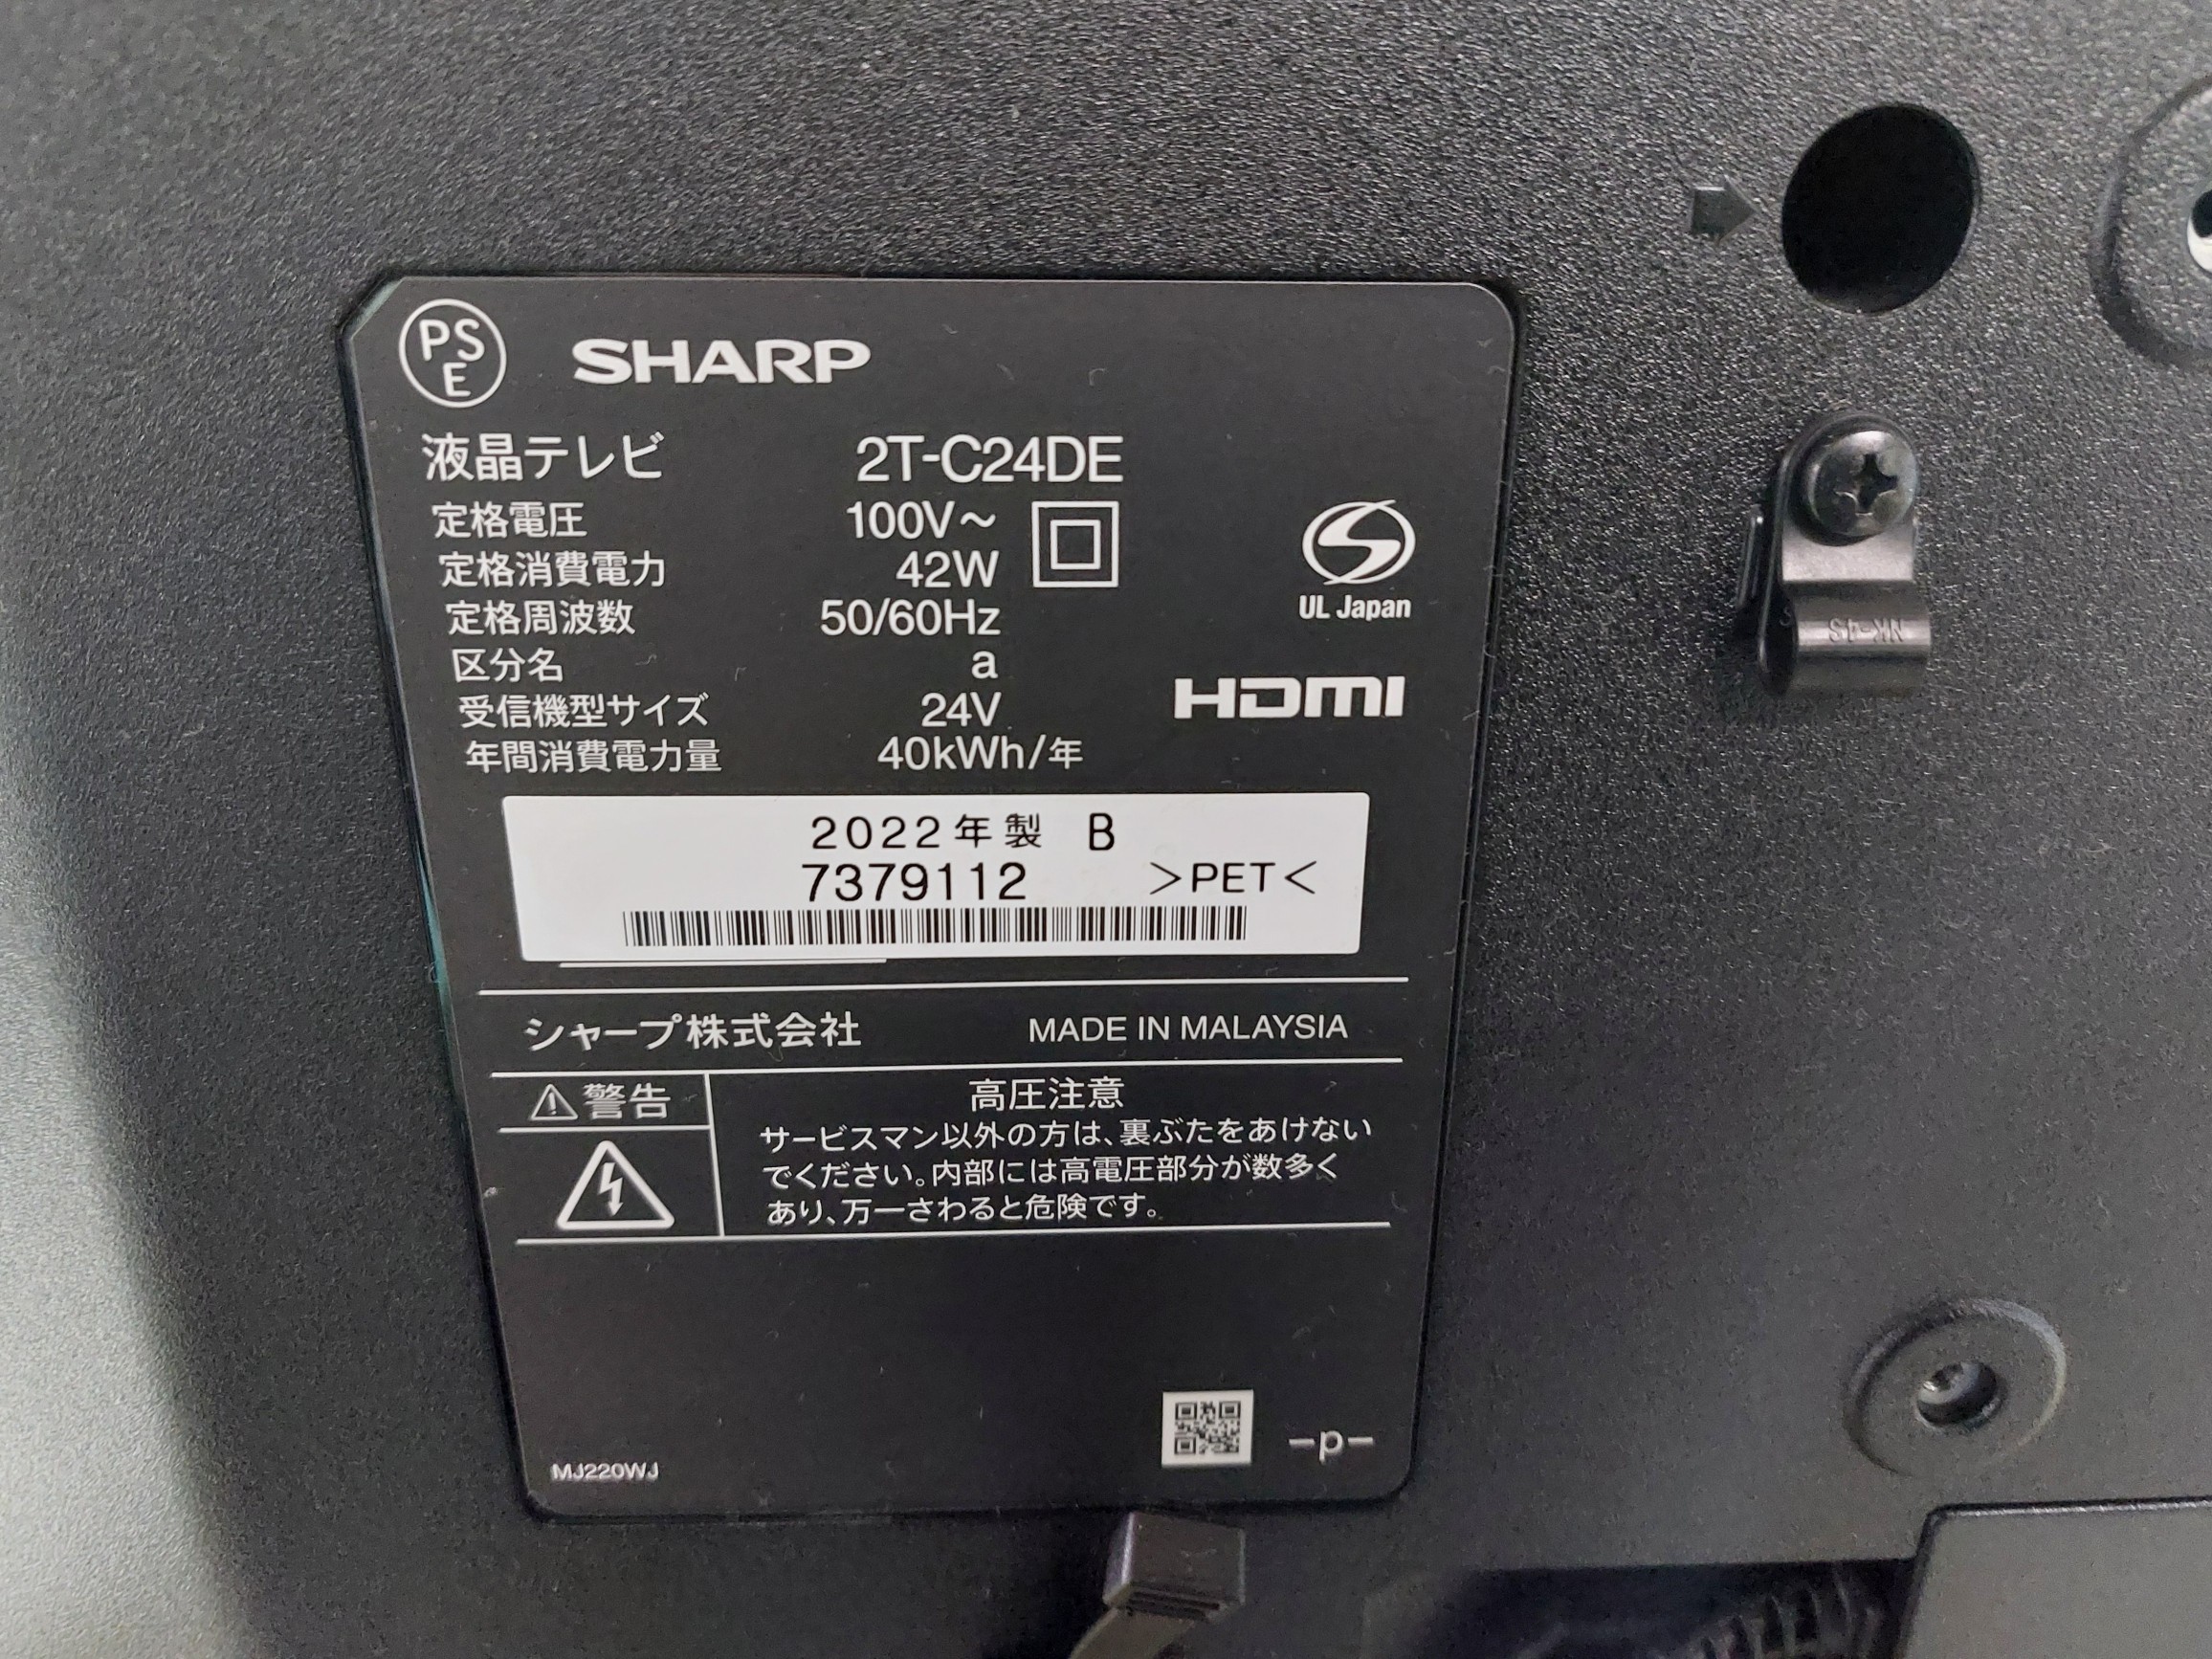 PSE
SHARP
液晶テレビ 2T-C24DE
定格電圧 100V～
定格消費電力 42W
定格周波数 50/60Hz
UL Japan
区分名 a
受信機型サイズ 24V
HDMI
年間消費電力量 40kWh/年
2022年製 B
7379112 >PET<
シャープ株式会社 MADE IN MALAYSIA
⚠警告
高圧注意
サービスマン以外の方は、裏ぶたをあけない
でください。内部には高電圧部分が数多く
あり、万一さわると危険です。
MJ220WJ
-p-
NK-4S